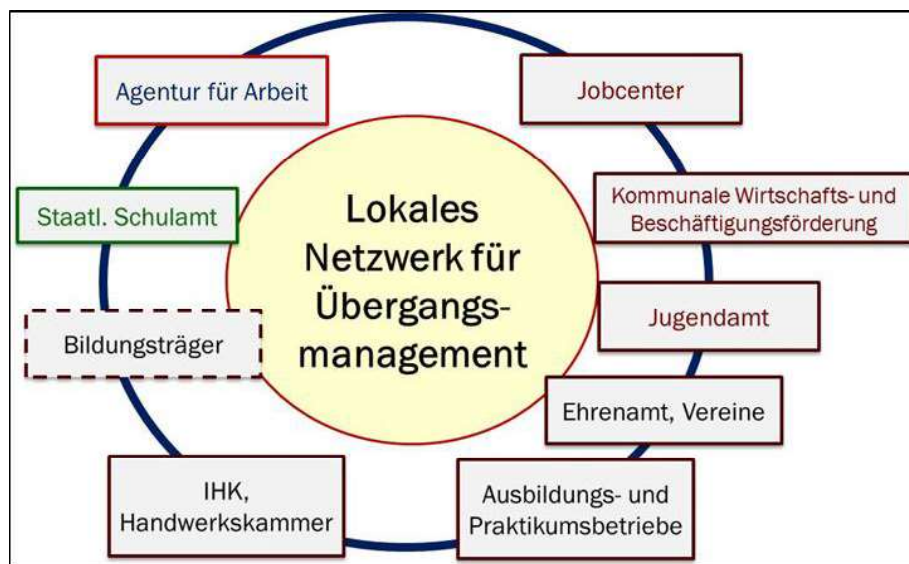 Agentur für Arbeit
Jobcenter
Staatl. Schulamt
Kommunale Wirtschafts- und
Beschäftigungsförderung
Lokales
Netzwerk für
Übergangs-
management
Bildungsträger
Jugendamt
Ehrenamt, Vereine
IHK,
Handwerkskammer
Ausbildungs- und
Praktikumsbetriebe